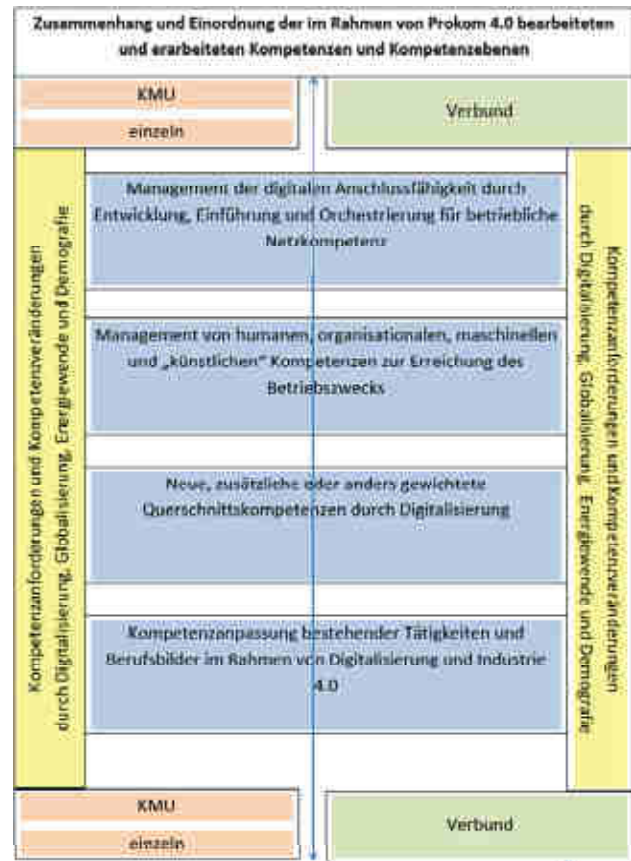 Zusammenhang und Einordnung der im Rahmen von Prokom 4.0 bearbeiteten
und erarbeiteten Kompetenzen und Kompetenzebenen
KMU
einzeln
Verbund
Kompetenzanforderungen und Kompetenzveränderungen
durch Digitalisierung, Globalisierung, Energiewende und Demografie
Management der digitalen Anschlussfähigkeit durch
Entwicklung, Einführung und Orchestrierung für betriebliche
Netzkompetenz
Management von humanen, organisationalen, maschinellen
und „künstlichen“ Kompetenzen zur Erreichung des
Betriebszwecks
Neue, zusätzliche oder anders gewichtete
Querschnittskompetenzen durch Digitalisierung
Kompetenzanpassung bestehender Tätigkeiten und
Berufsbilder im Rahmen von Digitalisierung und Industrie
4.0
Kompetenzanforderungen und Kompetenzveränderungen
durch Digitalisierung, Globalisierung, Energiewende und Demografie
KMU
einzeln
Verbund